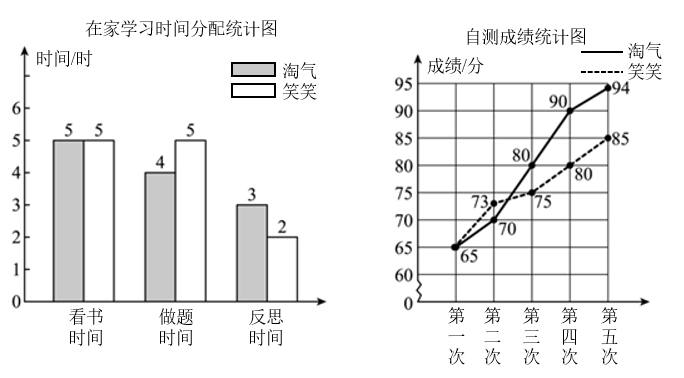 在家学习时间分配统计图
时间/时
淘气
笑笑
6
5
4
3
2
1
0
5 5
4 5
3 2
看书
时间
做题
时间
反思
时间
自测成绩统计图
成绩/分
淘气
笑笑
95
90
85
80
75
70
65
60
0
65
73
70
80
75
90
80
94
85
第一次
第二次
第三次
第四次
第五次